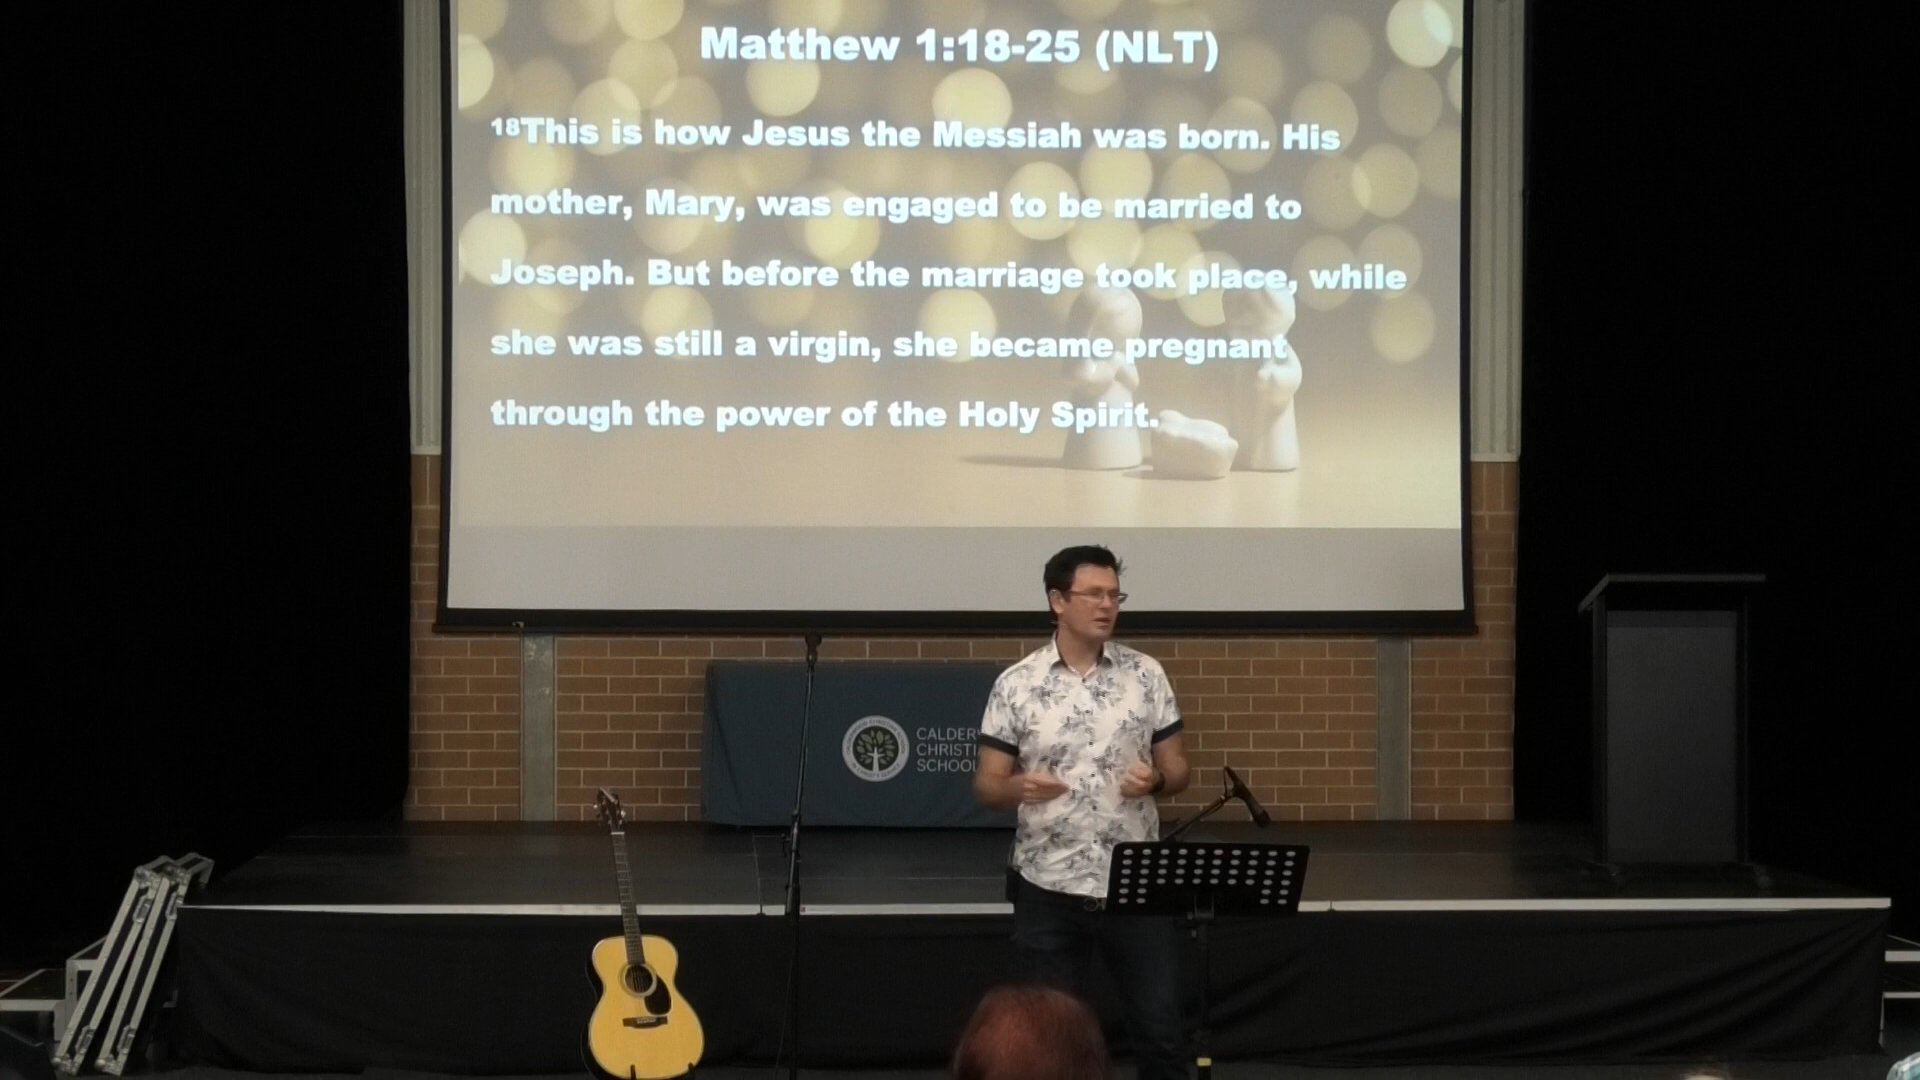 Matthew 1:18-25 (NLT)
¹⁸This is how Jesus the Messiah was born. His
mother, Mary, was engaged to be married to
Joseph. But before the marriage took place, while
she was still a virgin, she became pregnant
through the power of the Holy Spirit.
CALDER
CHRISTI
SCHOOL